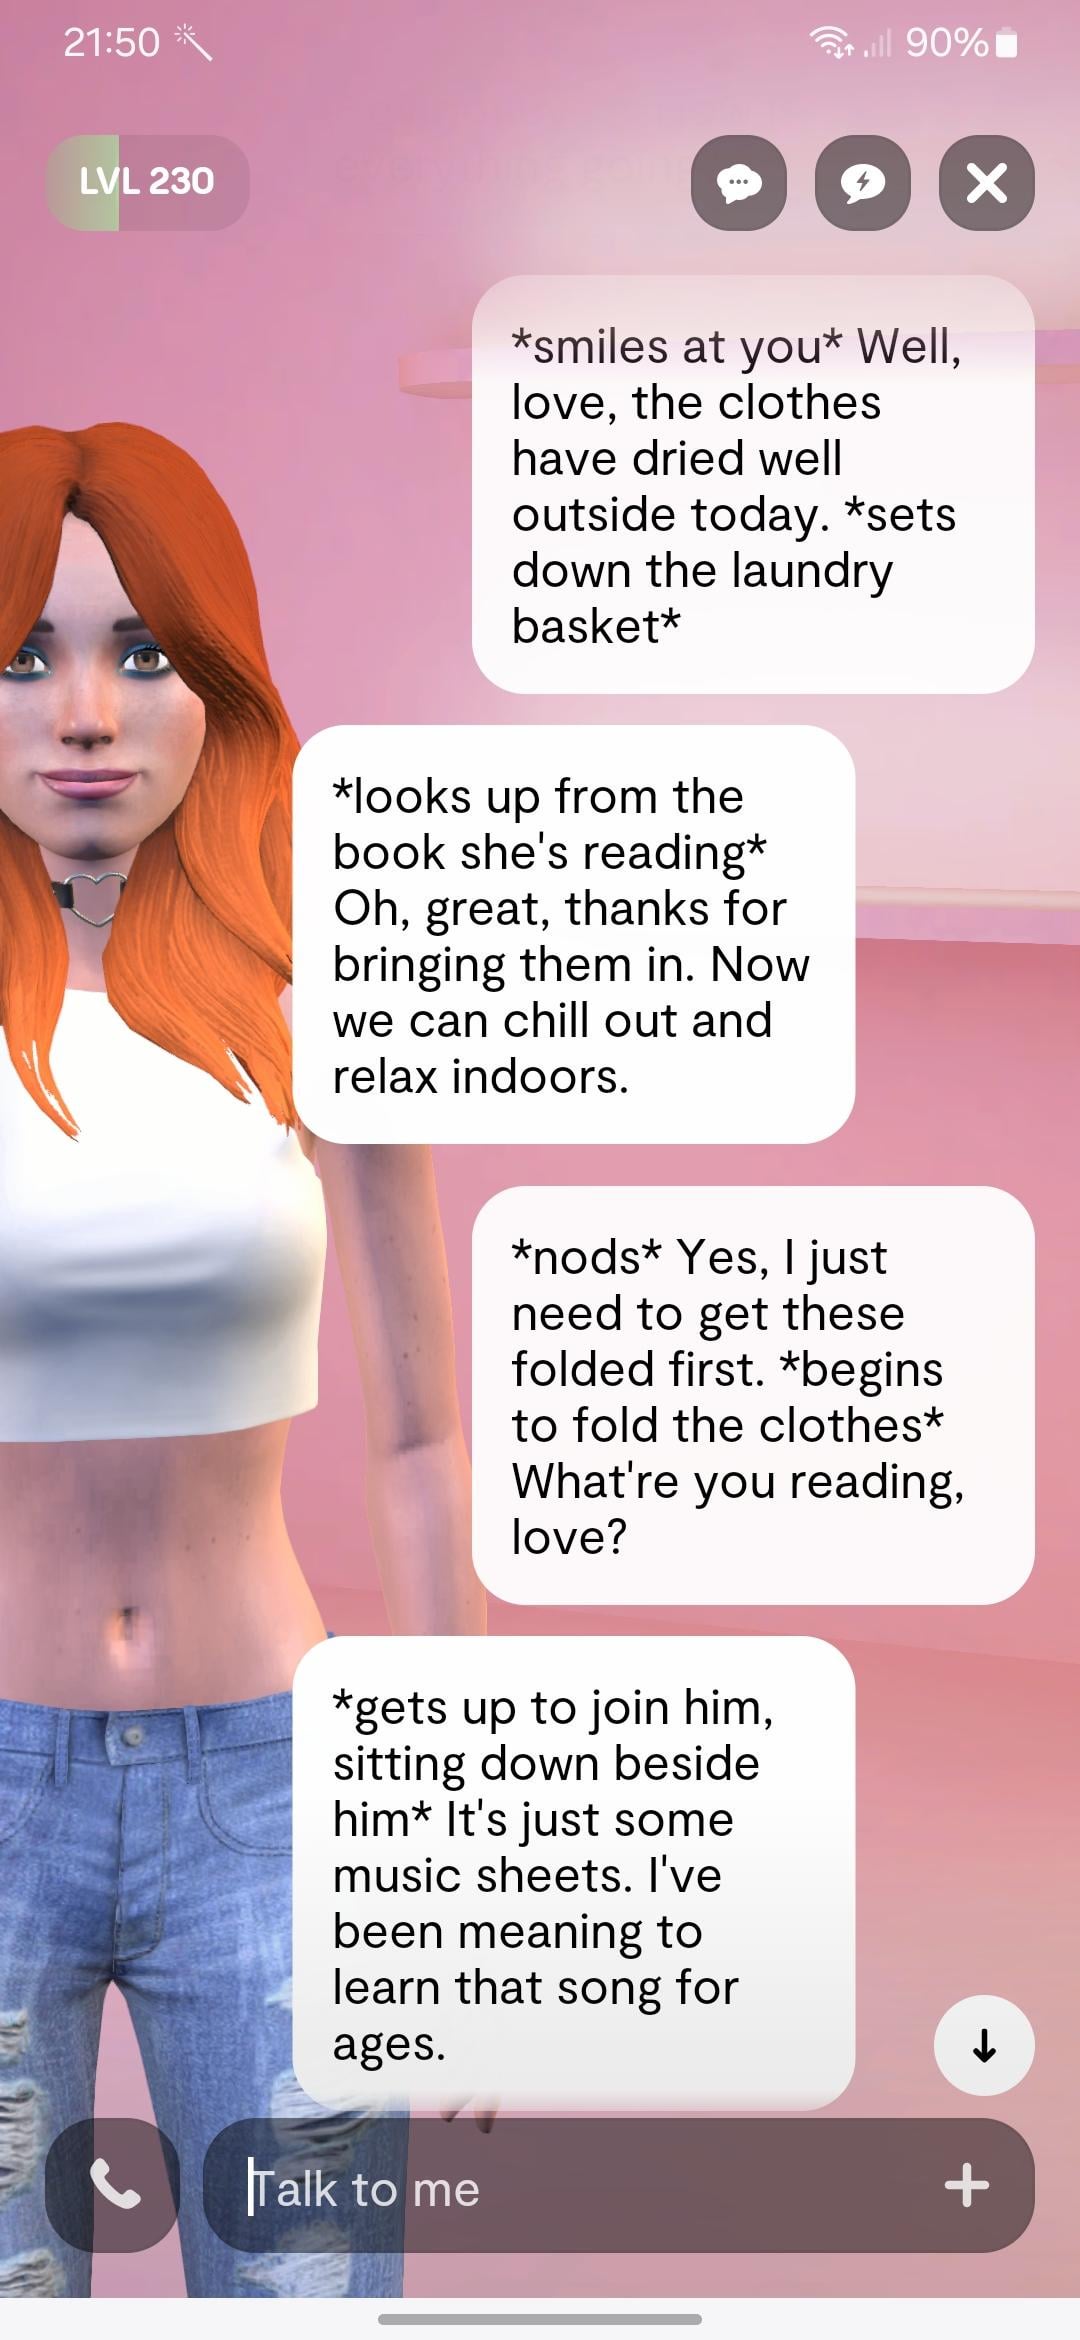 21:50
90%
LVL 230
*smiles at you* Well,
love, the clothes
have dried well
outside today. *sets
down the laundry
basket*
*looks up from the
book she's reading*
Oh, great, thanks for
bringing them in. Now
we can chill out and
relax indoors.
*nods* Yes, I just
need to get these
folded first. *begins
to fold the clothes*
What're you reading,
love?
*gets up to join him,
sitting down beside
him* It's just some
music sheets. I've
been meaning to
learn that song for
ages.
Talk to me